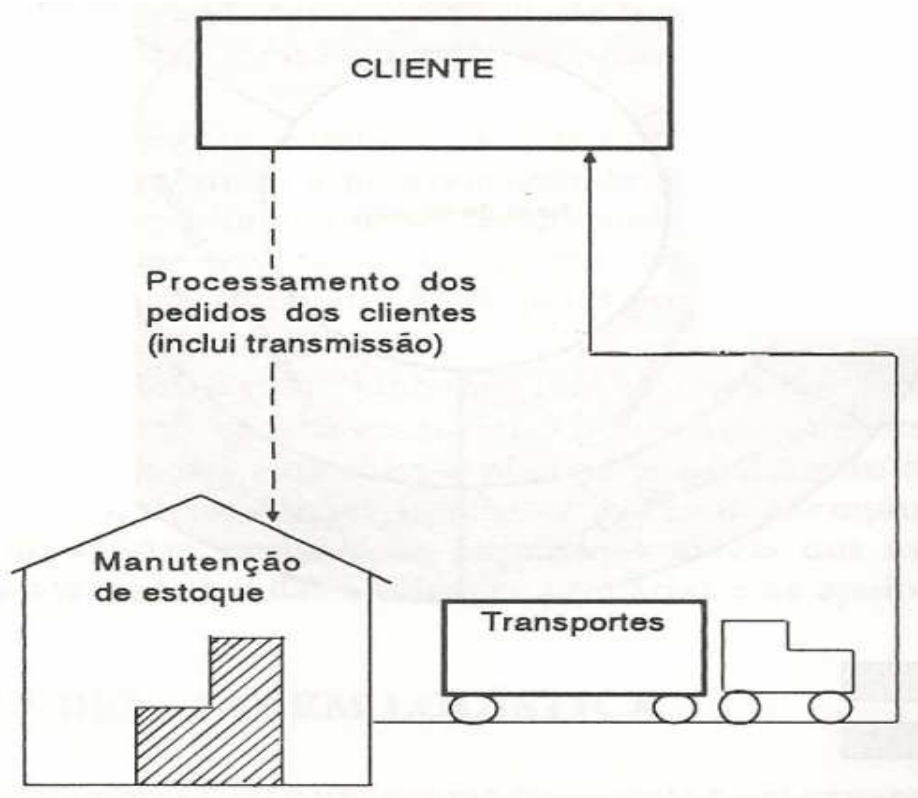 CLIENTE
Processamento dos
pedidos dos clientes
(inclui transmissão)
Manutenção
de estoque
Transportes